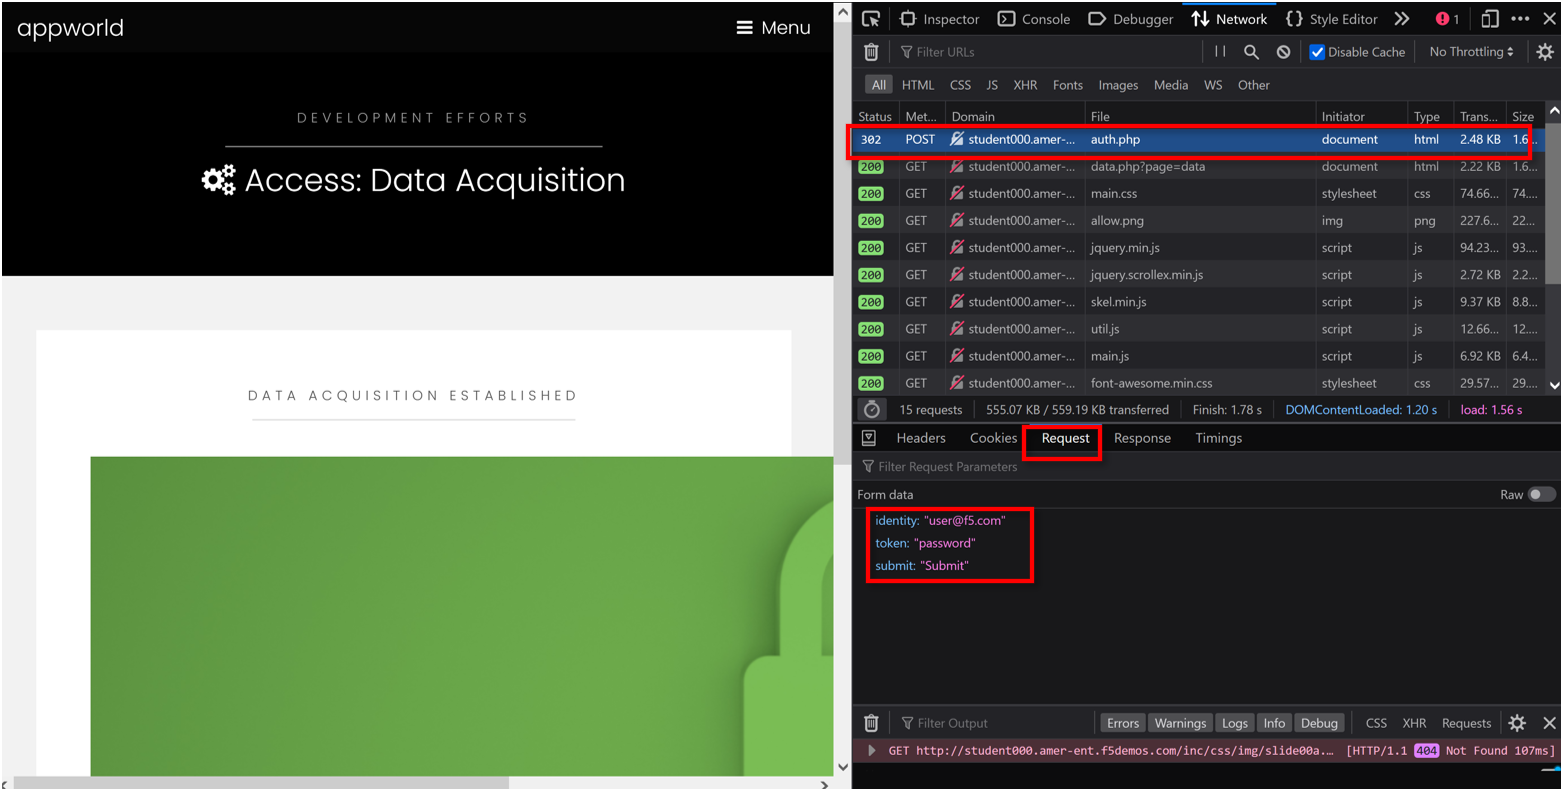 appworld
Menu
DEVELOPMENT EFFORTS
Access: Data Acquisition
DATA ACQUISITION ESTABLISHED
Inspector Console Debugger Network Style Editor 1
Filter URLs Disable Cache No Throttling
All HTML CSS JS XHR Fonts Images Media WS Other
Status Met... Domain File Initiator Type Trans... Size
302 POST student000.amer-... auth.php document html 2.48 KB 1.6...
200 GET student000.amer-... data.php?page=data document html 2.22 KB 1.6...
200 GET student000.amer-... main.css stylesheet css 74.66... 74....
200 GET student000.amer-... allow.png img png 227.6... 22...
200 GET student000.amer-... jquery.min.js script js 94.23... 93....
200 GET student000.amer-... jquery.scrollex.min.js script js 2.72 KB 2.2...
200 GET student000.amer-... skel.min.js script js 9.37 KB 8.8...
200 GET student000.amer-... util.js script js 12.66... 12....
200 GET student000.amer-... main.js script js 6.92 KB 6.4...
200 GET student000.amer-... font-awesome.min.css stylesheet css 29.57... 29....
15 requests 555.07 KB / 559.19 KB transferred Finish: 1.78 s DOMContentLoaded: 1.20 s load: 1.56 s
Headers Cookies Request Response Timings
Filter Request Parameters
Form data Raw
identity: "user@f5.com"
token: "password"
submit: "Submit"
Filter Output Errors Warnings Logs Info Debug CSS XHR Requests
GET http://student000.amer-ent.f5demos.com/inc/css/img/slide00a.… [HTTP/1.1 404 Not Found 107ms]